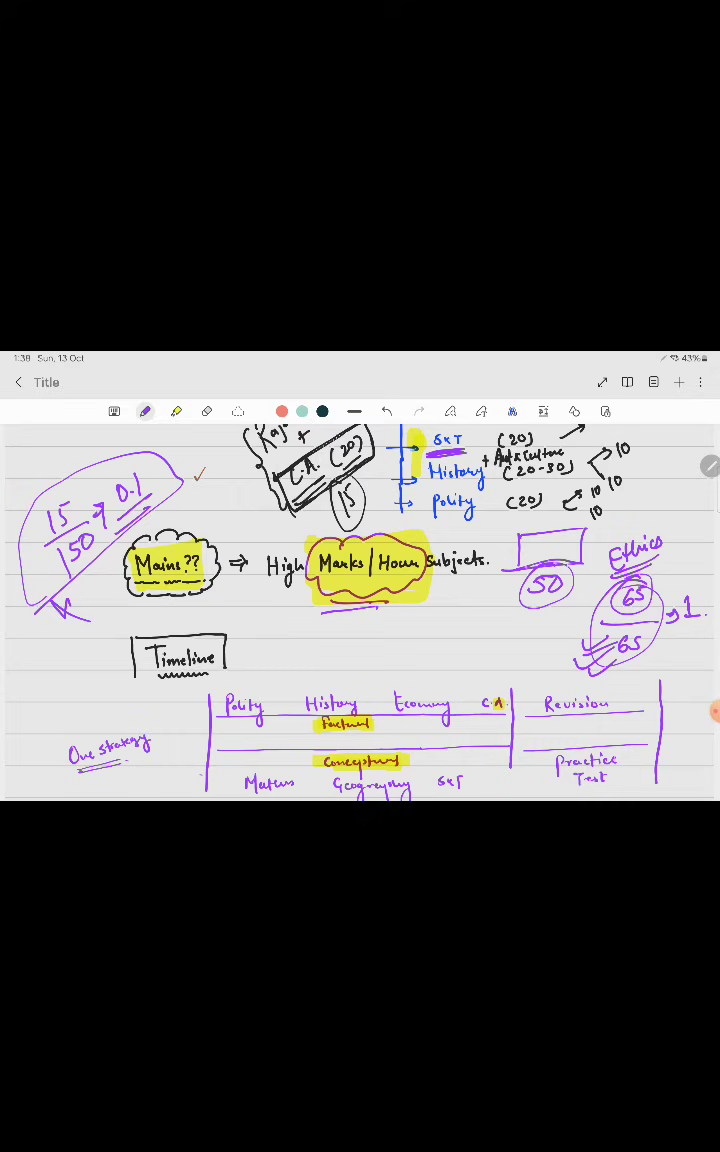 1:38 Sun, 13 Oct
43%
Title
Raj +
C.A. (20)
15
S&T (20)
+ Art & Culture
History (20-30)
10
10
Polity (20)
10
10
15
150
0.1
Mains?? ⇒ High Marks/Hour Subjects.
50
Ethics
65
65
→ 1.
Timeline
Polity History Economy C.A. Revision
Factual
One strategy
Conceptual
Practice
Test
Geography S&T